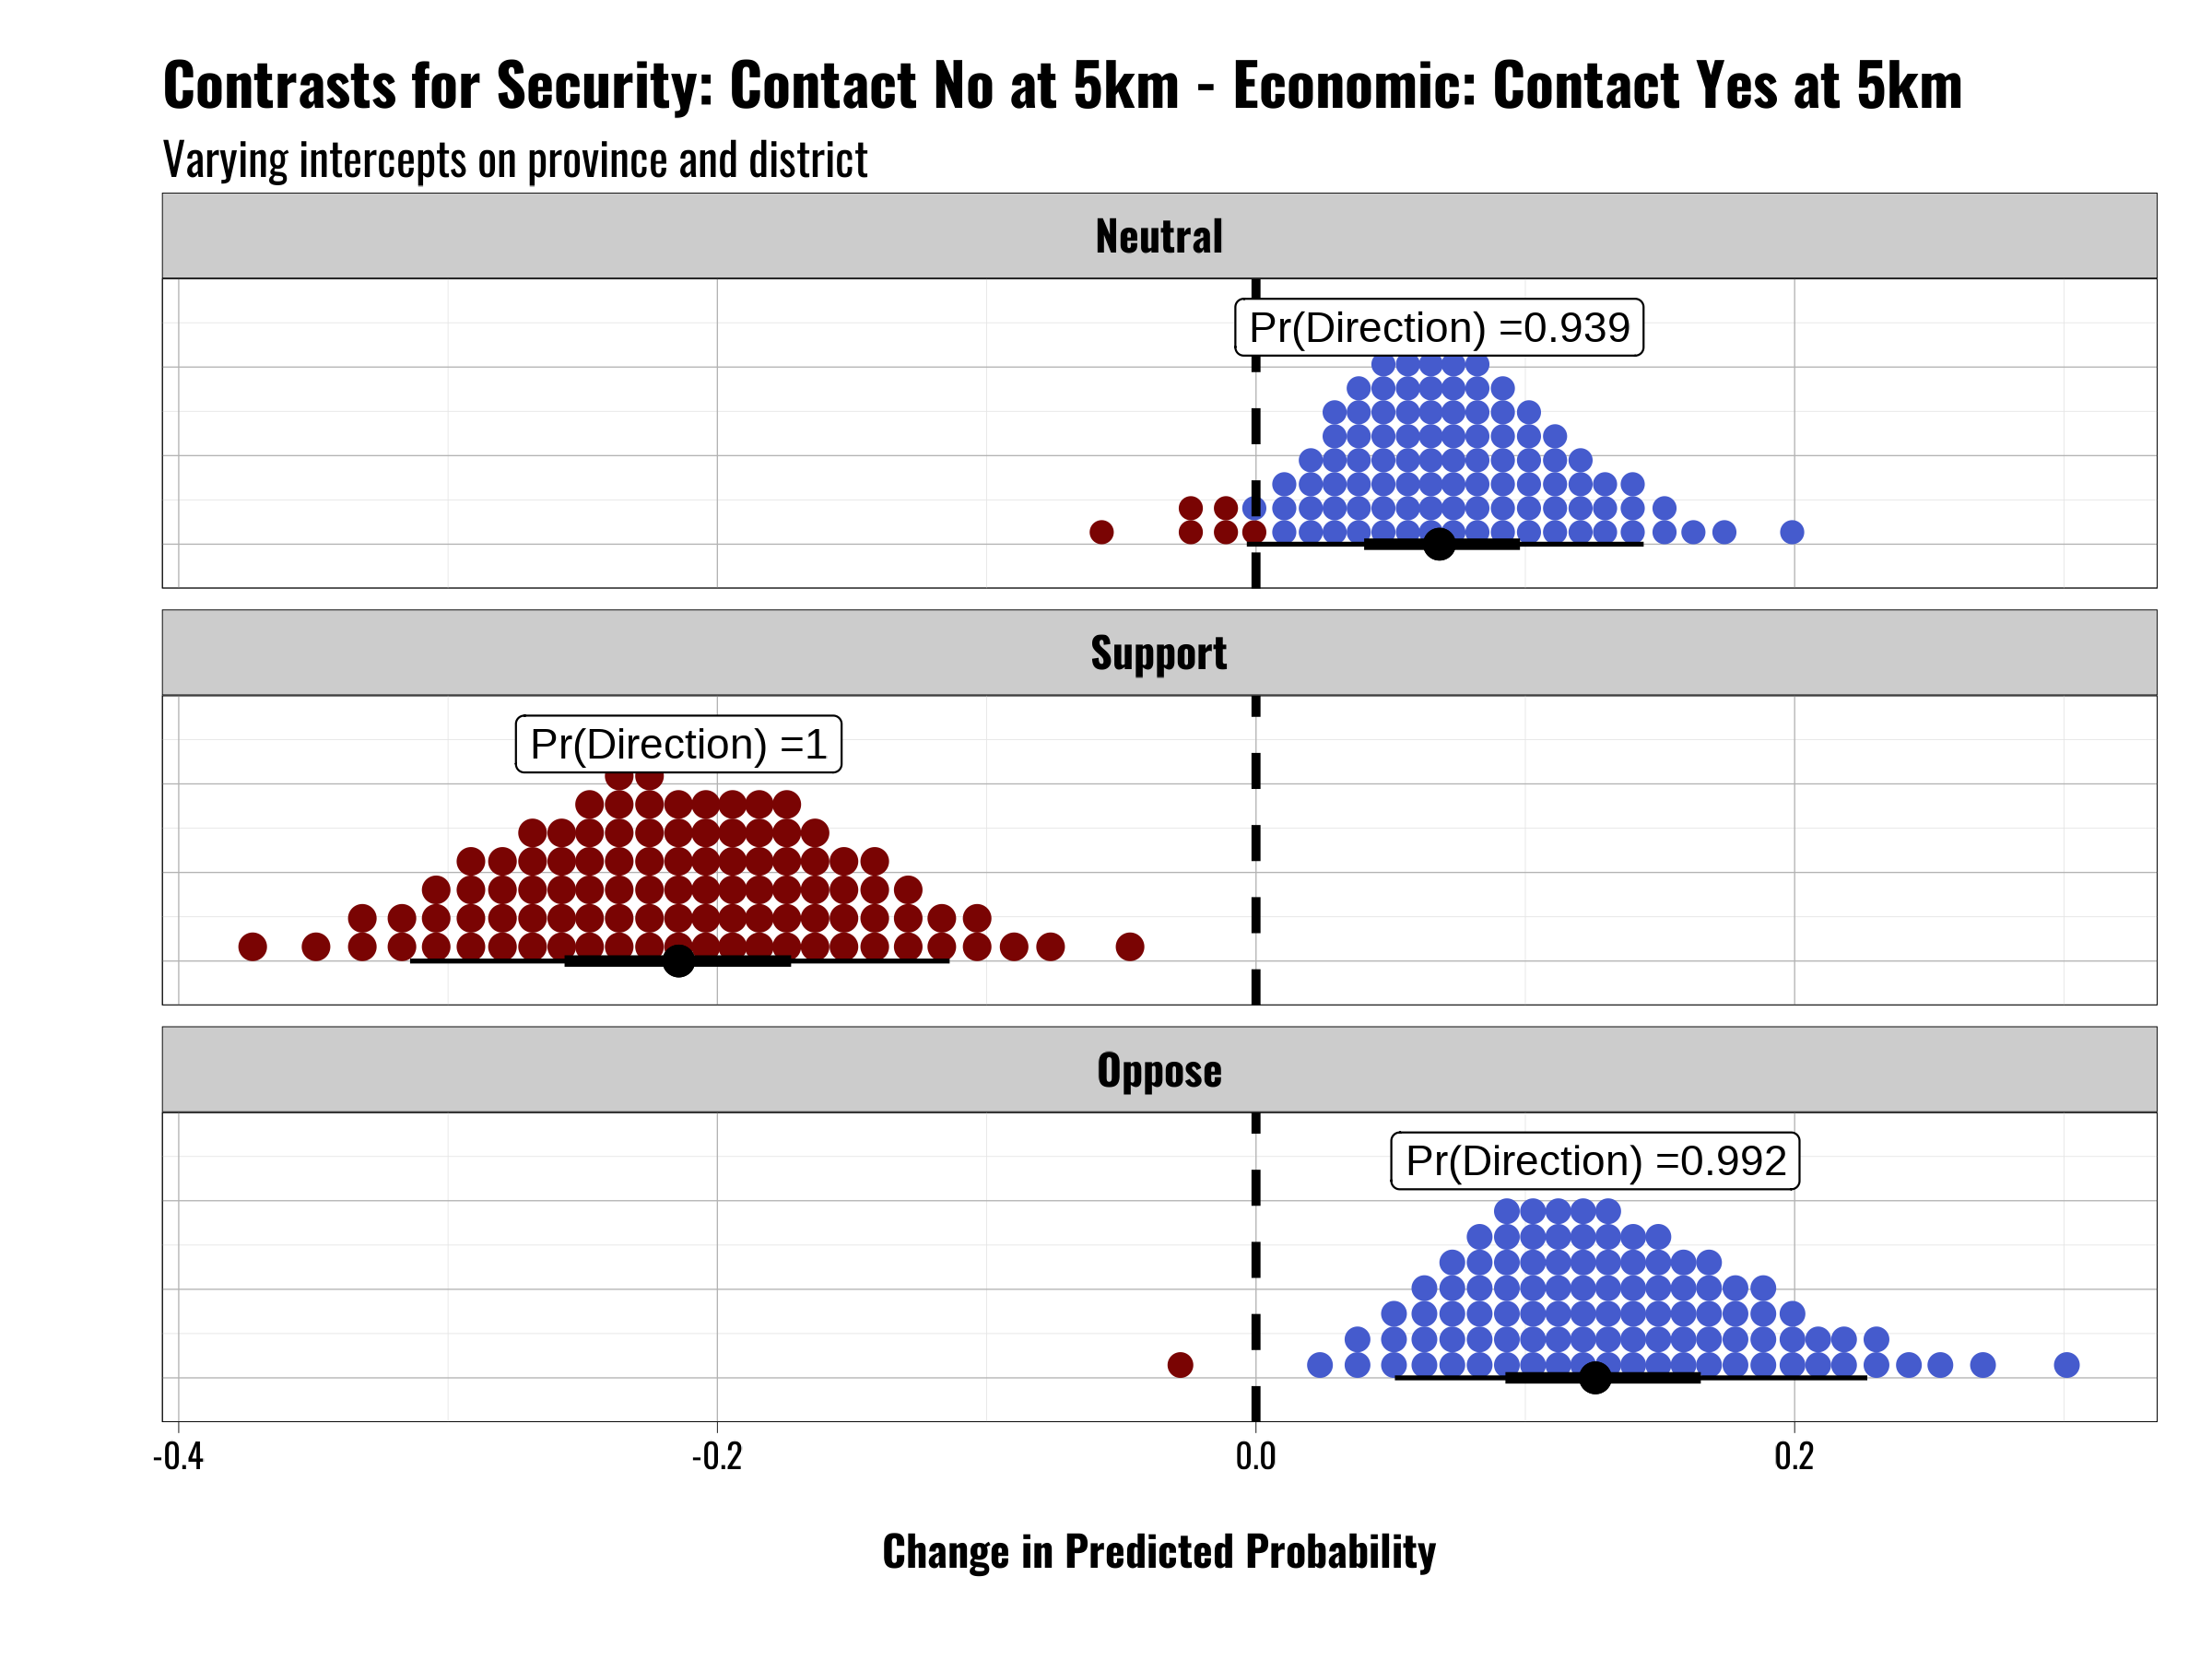 Contrasts for Security: Contact No at 5km - Economic: Contact Yes at 5km
Varying intercepts on province and district
Neutral
Pr(Direction) =0.939
Support
Pr(Direction) =1
Oppose
Pr(Direction) =0.992
-0.4 -0.2 0.0 0.2
Change in Predicted Probability